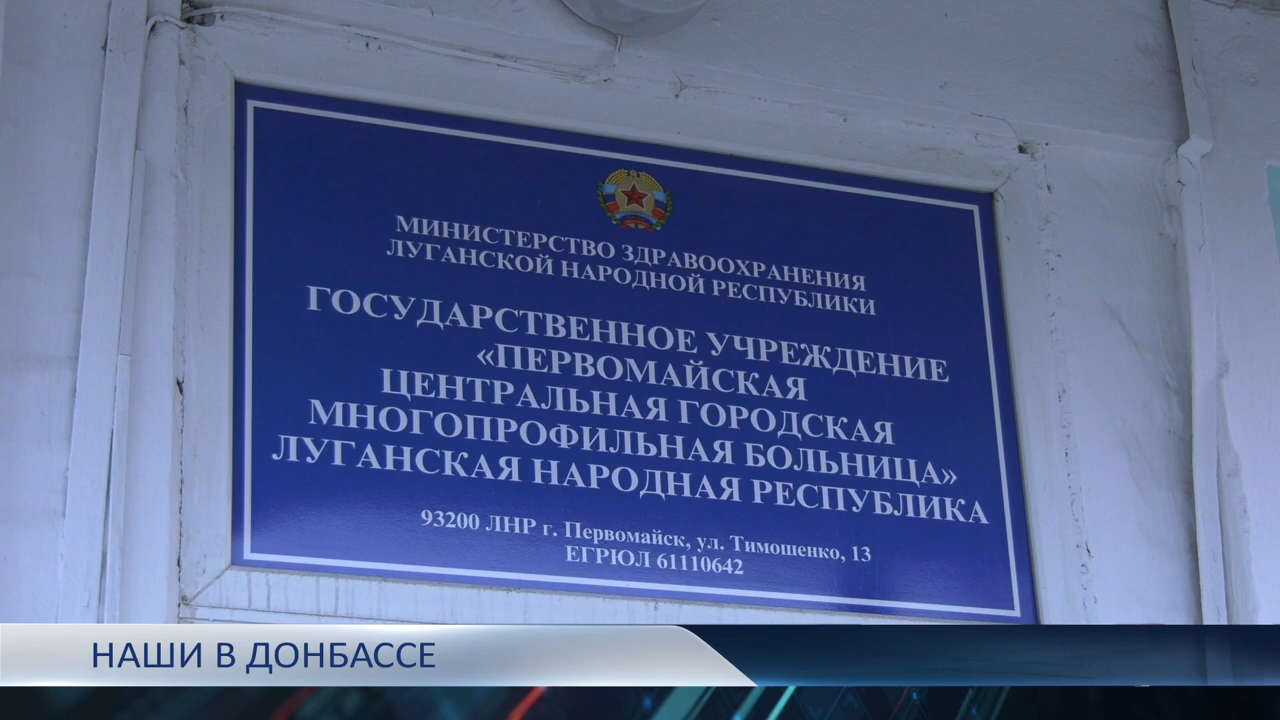 МИНИСТЕРСТВО ЗДРАВООХРАНЕНИЯ
ЛУГАНСКОЙ НАРОДНОЙ РЕСПУБЛИКИ
ГОСУДАРСТВЕННОЕ УЧРЕЖДЕНИЕ
«ПЕРВОМАЙСКАЯ
ЦЕНТРАЛЬНАЯ ГОРОДСКАЯ
МНОГОПРОФИЛЬНАЯ БОЛЬНИЦА»
ЛУГАНСКАЯ НАРОДНАЯ РЕСПУБЛИКА
93200 ЛНР г. Первомайск, ул. Тимошенко, 13
ЕГРЮЛ 61110642
НАШИ В ДОНБАССЕ